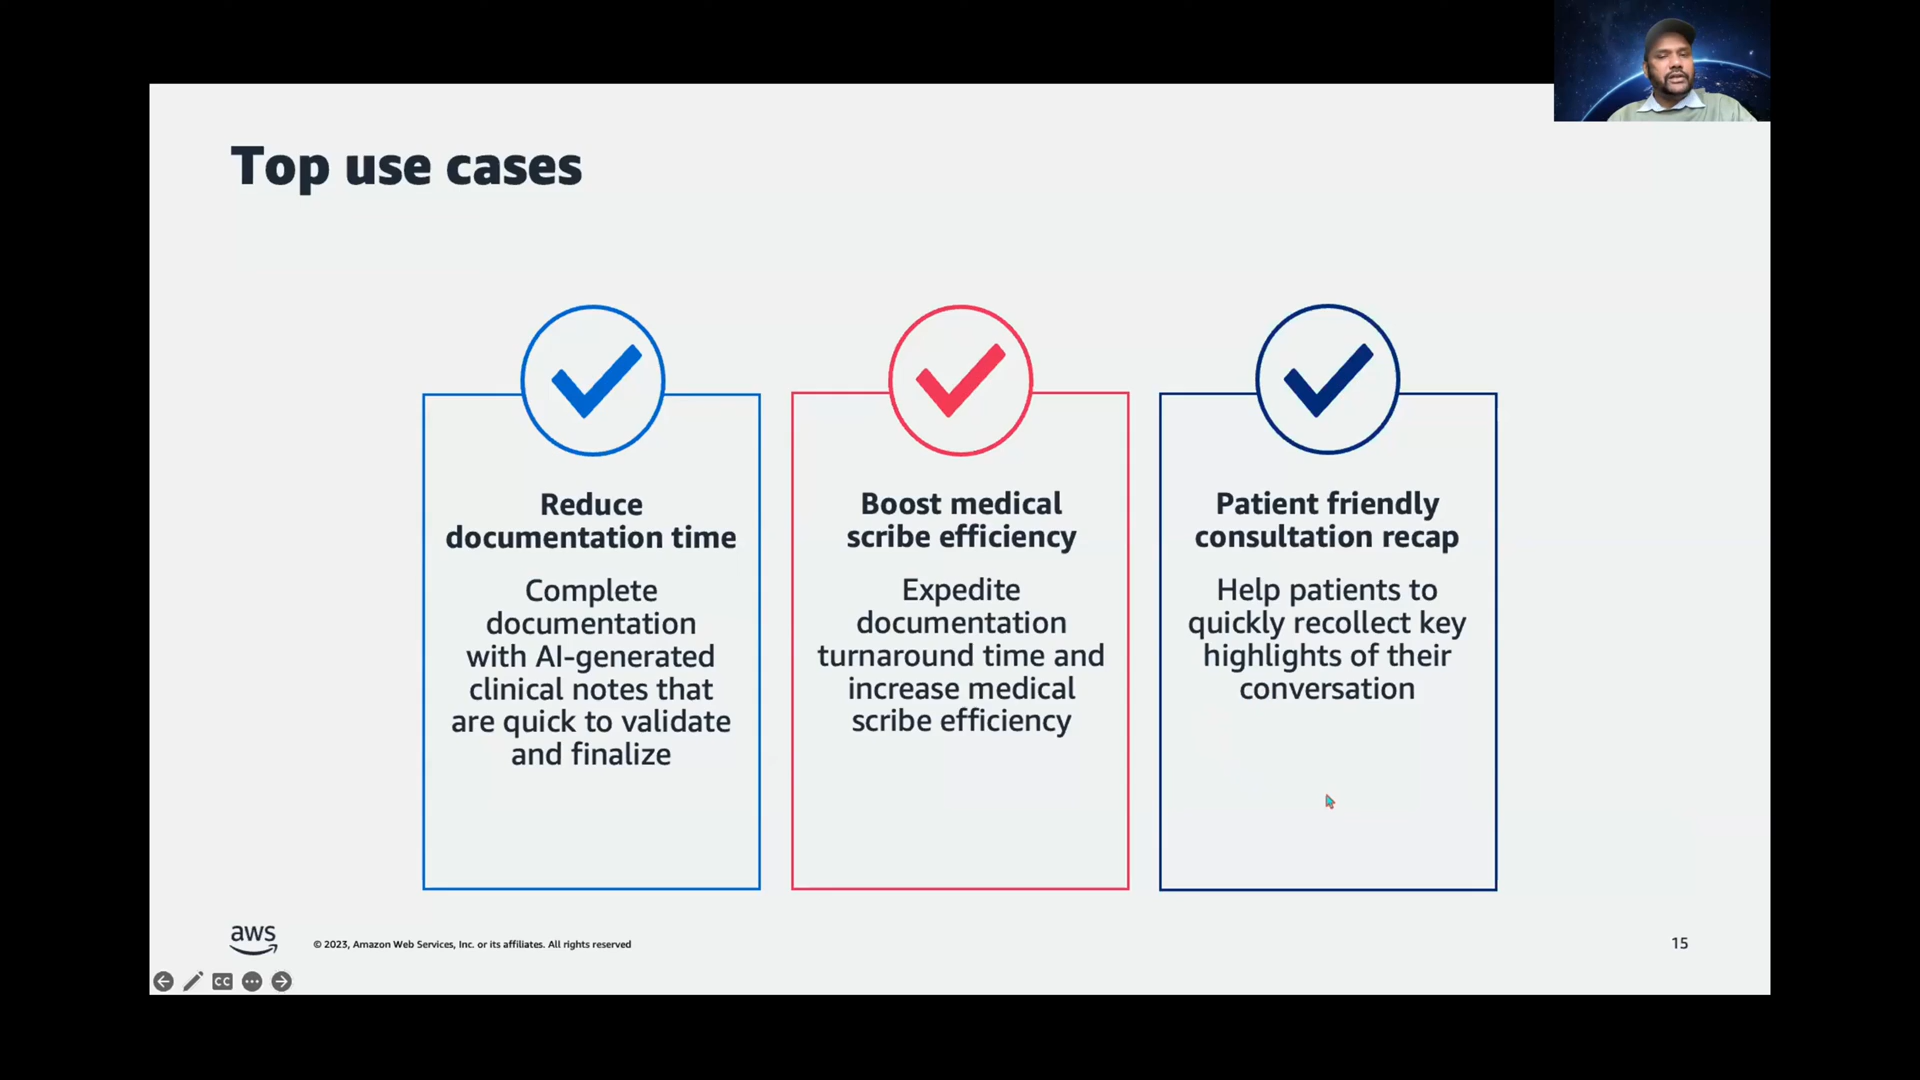 Top use cases
Reduce
documentation time
Complete
documentation
with AI-generated
clinical notes that
are quick to validate
and finalize
Boost medical
scribe efficiency
Expedite
documentation
turnaround time and
increase medical
scribe efficiency
Patient friendly
consultation recap
Help patients to
quickly recollect key
highlights of their
conversation
aws
© 2023, Amazon Web Services, Inc. or its affiliates. All rights reserved
15
CC